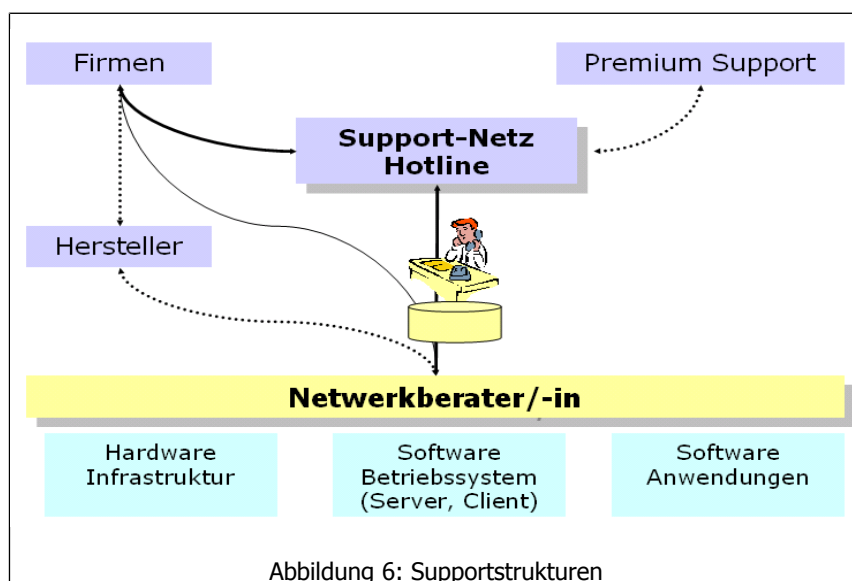 Firmen
Premium Support
Support-Netz
Hotline
Hersteller
Netwerkberater/-in
Hardware
Infrastruktur
Software
Betriebssystem
(Server, Client)
Software
Anwendungen
Abbildung 6: Supportstrukturen